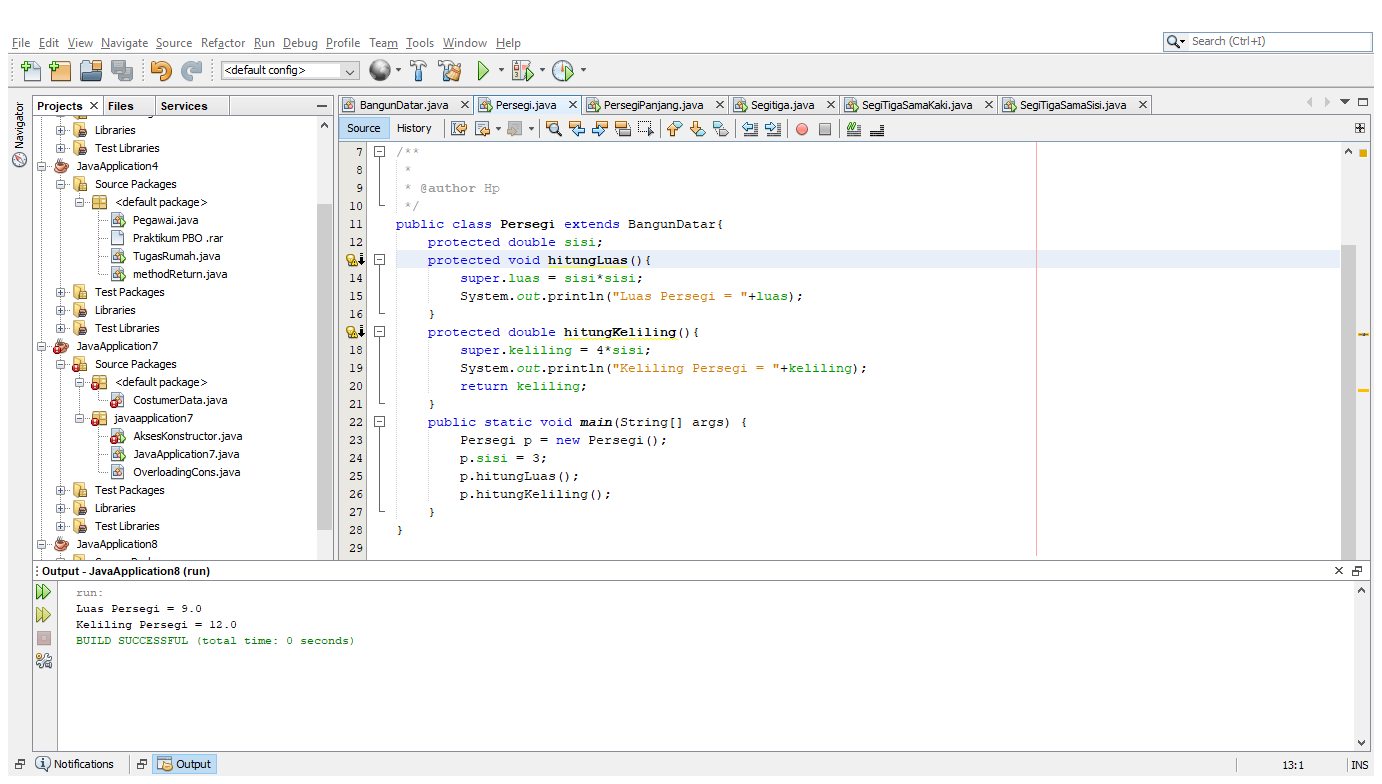 File Edit View Navigate Source Refactor Run Debug Profile Team Tools Window Help
Search (Ctrl+I)
<default config>
Navigator
Projects Files Services
Libraries
Test Libraries
JavaApplication4
Source Packages
<default package>
Pegawai.java
Praktikum PBO .rar
TugasRumah.java
methodReturn.java
Test Packages
Libraries
Test Libraries
JavaApplication7
Source Packages
<default package>
CostumerData.java
javaapplication7
AksesKonstructor.java
JavaApplication7.java
OverloadingCons.java
Test Packages
Libraries
Test Libraries
JavaApplication8
BangunDatar.java Persegi.java PersegiPanjang.java Segitiga.java SegiTigaSamaKaki.java SegiTigaSamaSisi.java
Source History
7 /**
8 *
9 * @author Hp
10 */
11 public class Persegi extends BangunDatar{
12 protected double sisi;
protected void hitungLuas(){
14 super.luas = sisi*sisi;
15 System.out.println("Luas Persegi = "+luas);
16 }
protected double hitungKeliling(){
18 super.keliling = 4*sisi;
19 System.out.println("Keliling Persegi = "+keliling);
20 return keliling;
21 }
22 public static void main(String[] args) {
23 Persegi p = new Persegi();
24 p.sisi = 3;
25 p.hitungLuas();
26 p.hitungKeliling();
27 }
28 }
29
Output - JavaApplication8 (run)
run:
Luas Persegi = 9.0
Keliling Persegi = 12.0
BUILD SUCCESSFUL (total time: 0 seconds)
Notifications Output
13:1 INS